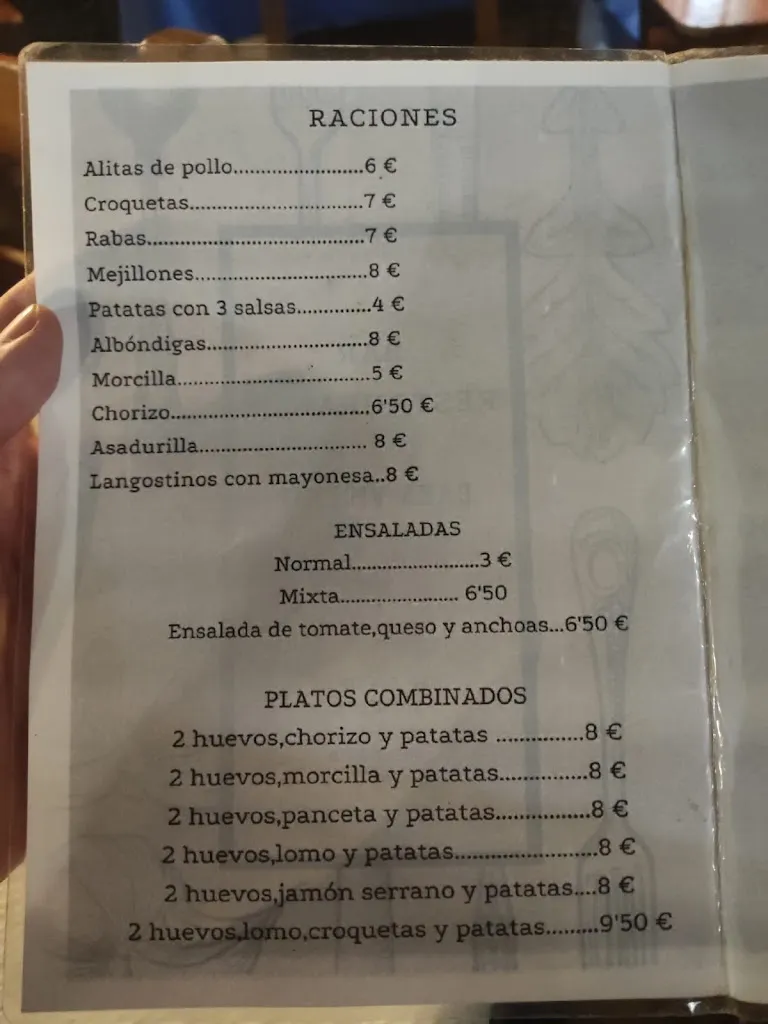 RACIONES
Alitas de pollo........................6 €
Croquetas................................7 €
Rabas........................................7 €
Mejillones................................8 €
Patatas con 3 salsas..............4 €
Albóndigas..............................8 €
Morcilla....................................5 €
Chorizo.....................................6'50 €
Asadurilla............................... 8 €
Langostinos con mayonesa..8 €
ENSALADAS
Normal........................3 €
Mixta...................... 6'50
Ensalada de tomate,queso y anchoas...6'50 €
PLATOS COMBINADOS
2 huevos,chorizo y patatas ..............8 €
2 huevos,morcilla y patatas..............8 €
2 huevos,panceta y patatas...............8 €
2 huevos,lomo y patatas.......................8 €
2 huevos,jamón serrano y patatas....8 €
2 huevos,lomo,croquetas y patatas.........9'50 €